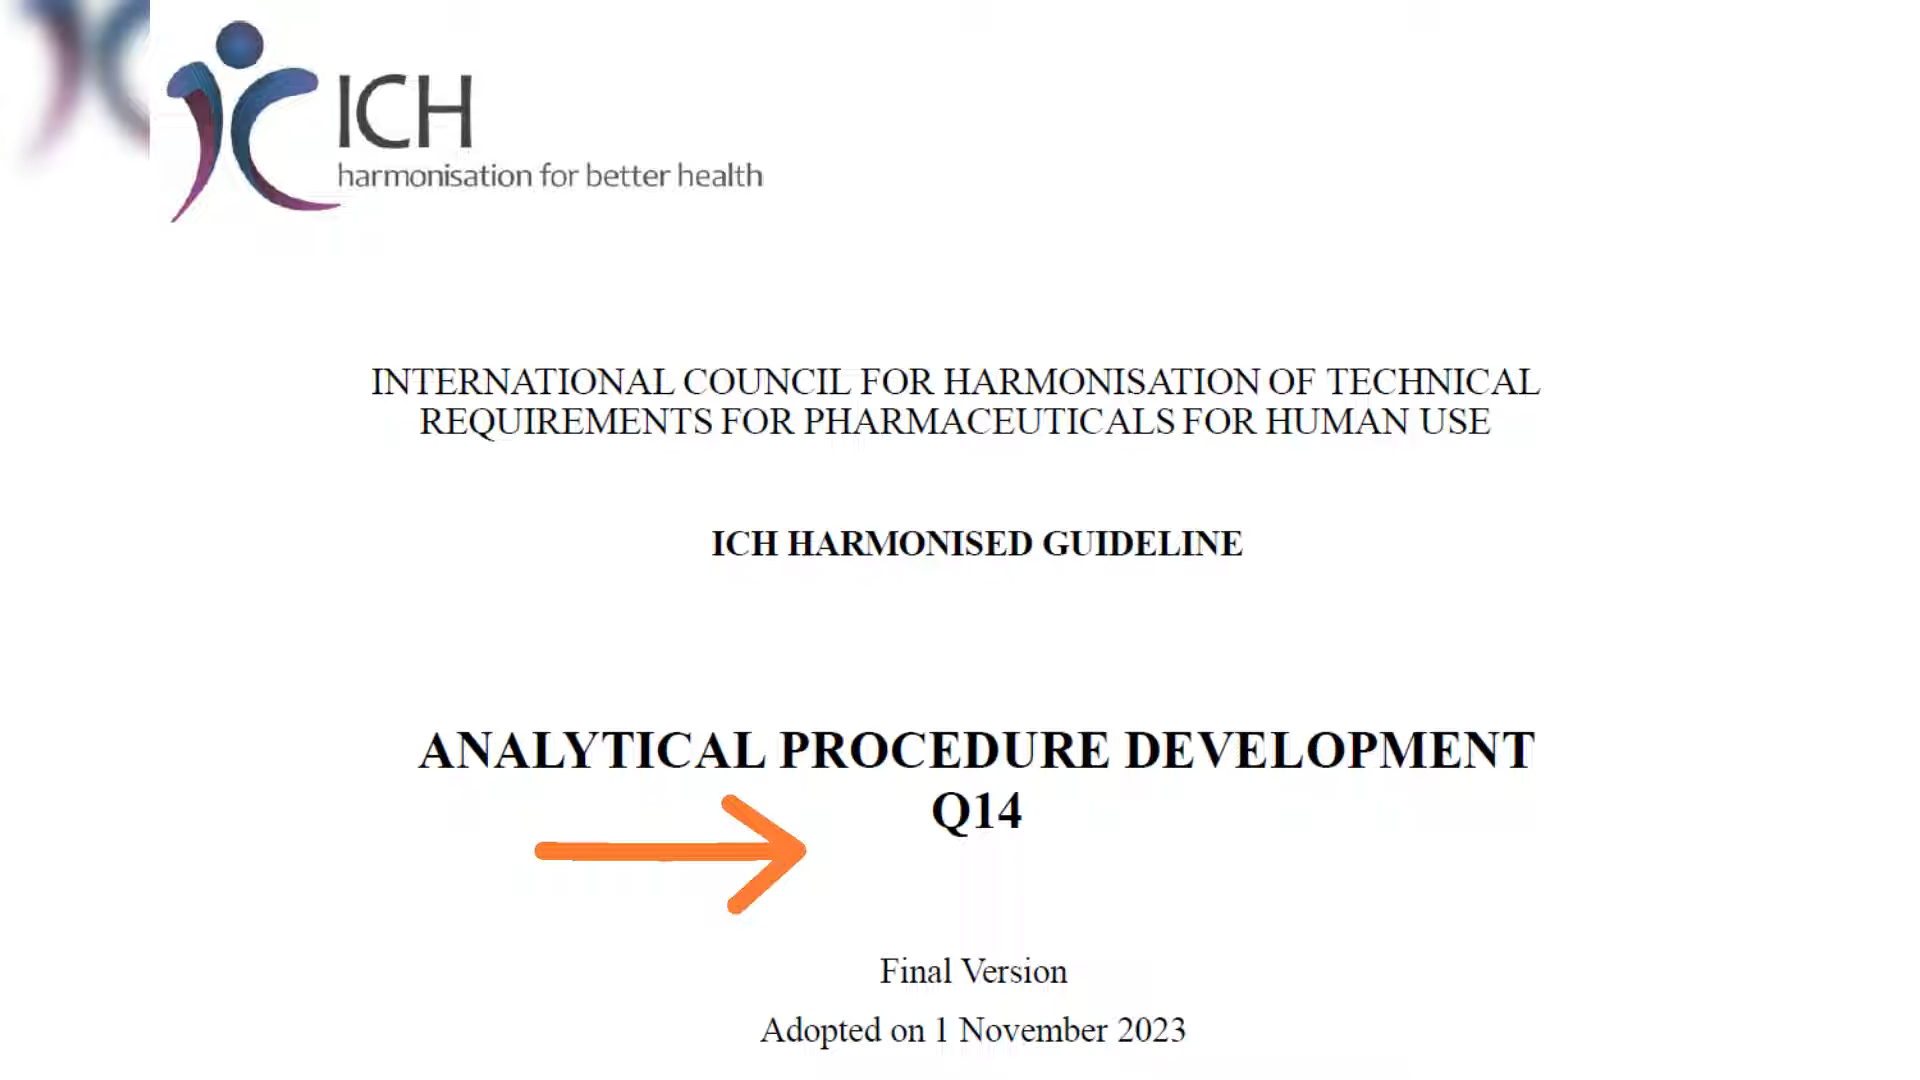 ICH
harmonisation for better health
INTERNATIONAL COUNCIL FOR HARMONISATION OF TECHNICAL
REQUIREMENTS FOR PHARMACEUTICALS FOR HUMAN USE
ICH HARMONISED GUIDELINE
ANALYTICAL PROCEDURE DEVELOPMENT
Q14
Final Version
Adopted on 1 November 2023